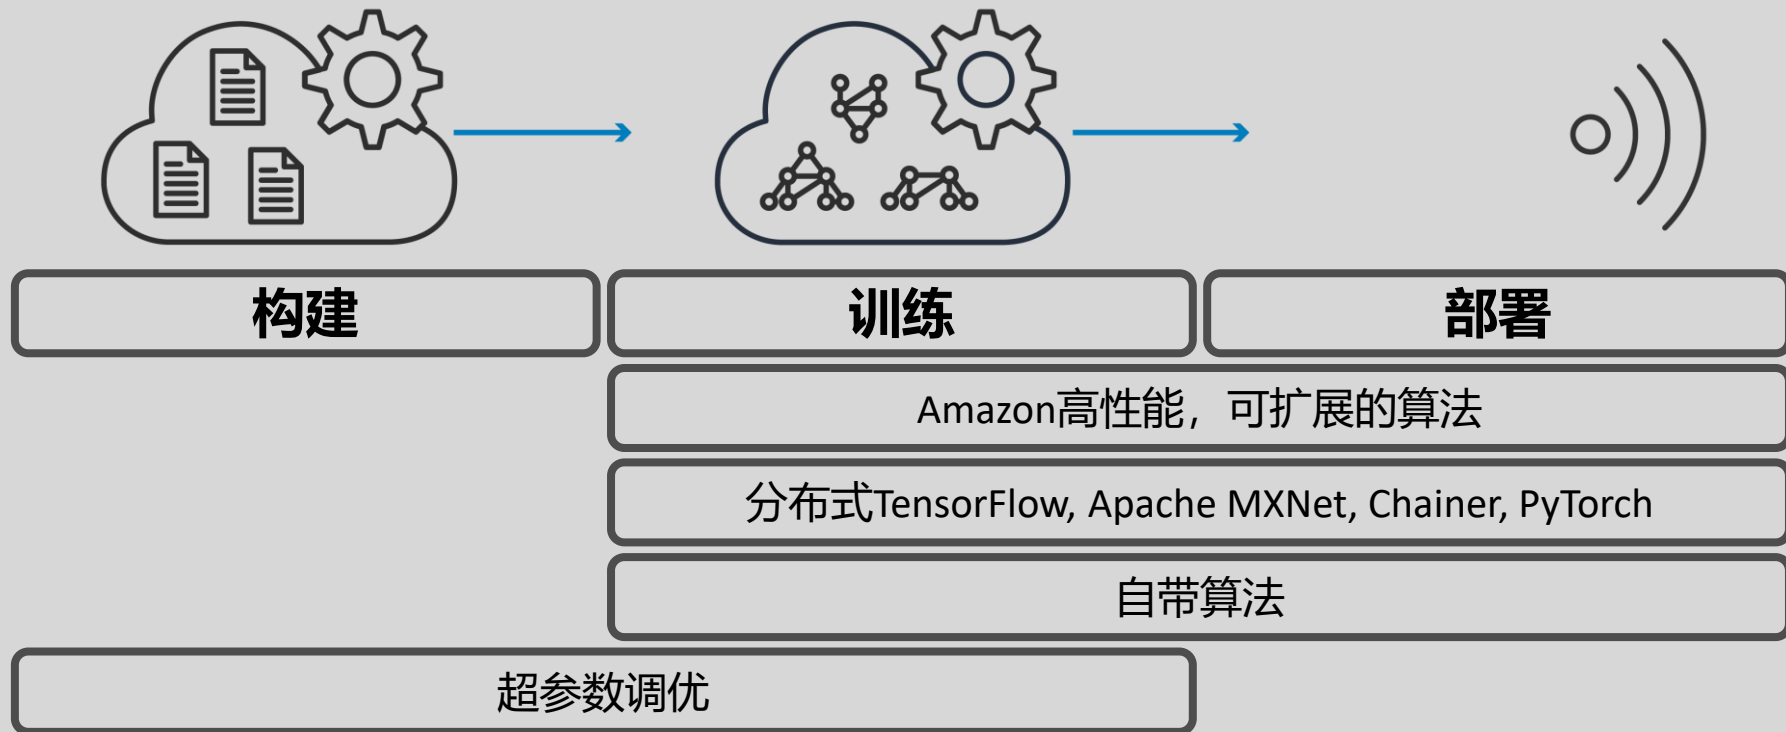 构建
训练
部署
Amazon高性能，可扩展的算法
分布式TensorFlow, Apache MXNet, Chainer, PyTorch
自带算法
超参数调优